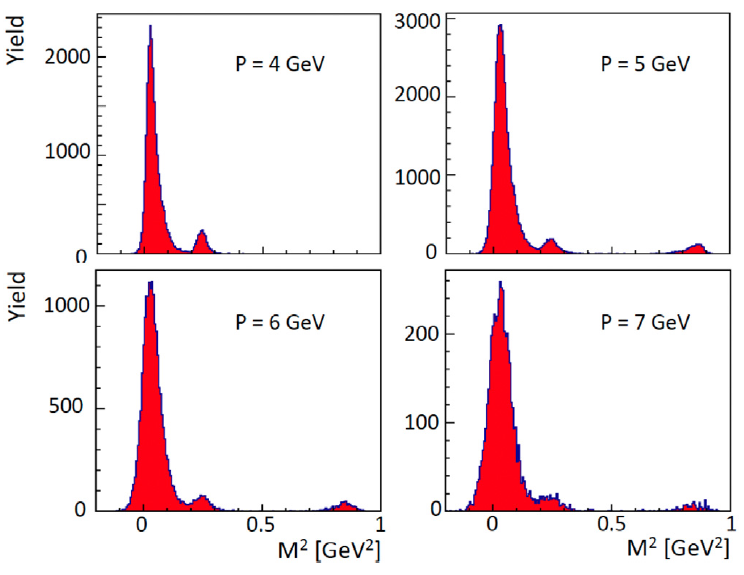 Yield
P = 4 GeV
2000
1000
0
P = 5 GeV
3000
2000
1000
0
Yield
P = 6 GeV
1000
500
0
0
0.5
1
M² [GeV²]
P = 7 GeV
200
100
0
0
0.5
1
M² [GeV²]